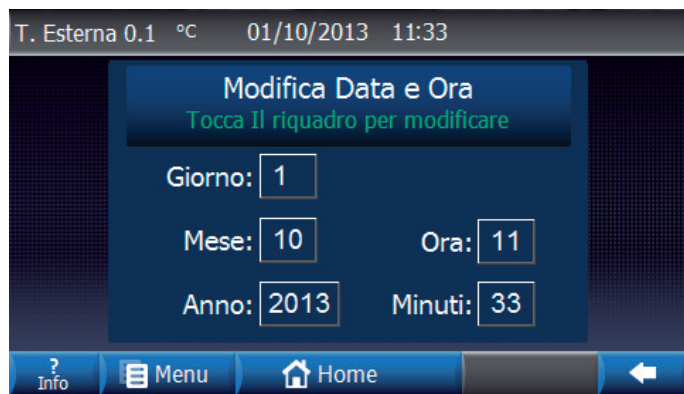 T. Esterna 0.1 °C 01/10/2013 11:33
Modifica Data e Ora
Tocca Il riquadro per modificare
Giorno: 1
Mese: 10 Ora: 11
Anno: 2013 Minuti: 33
? Info Menu Home